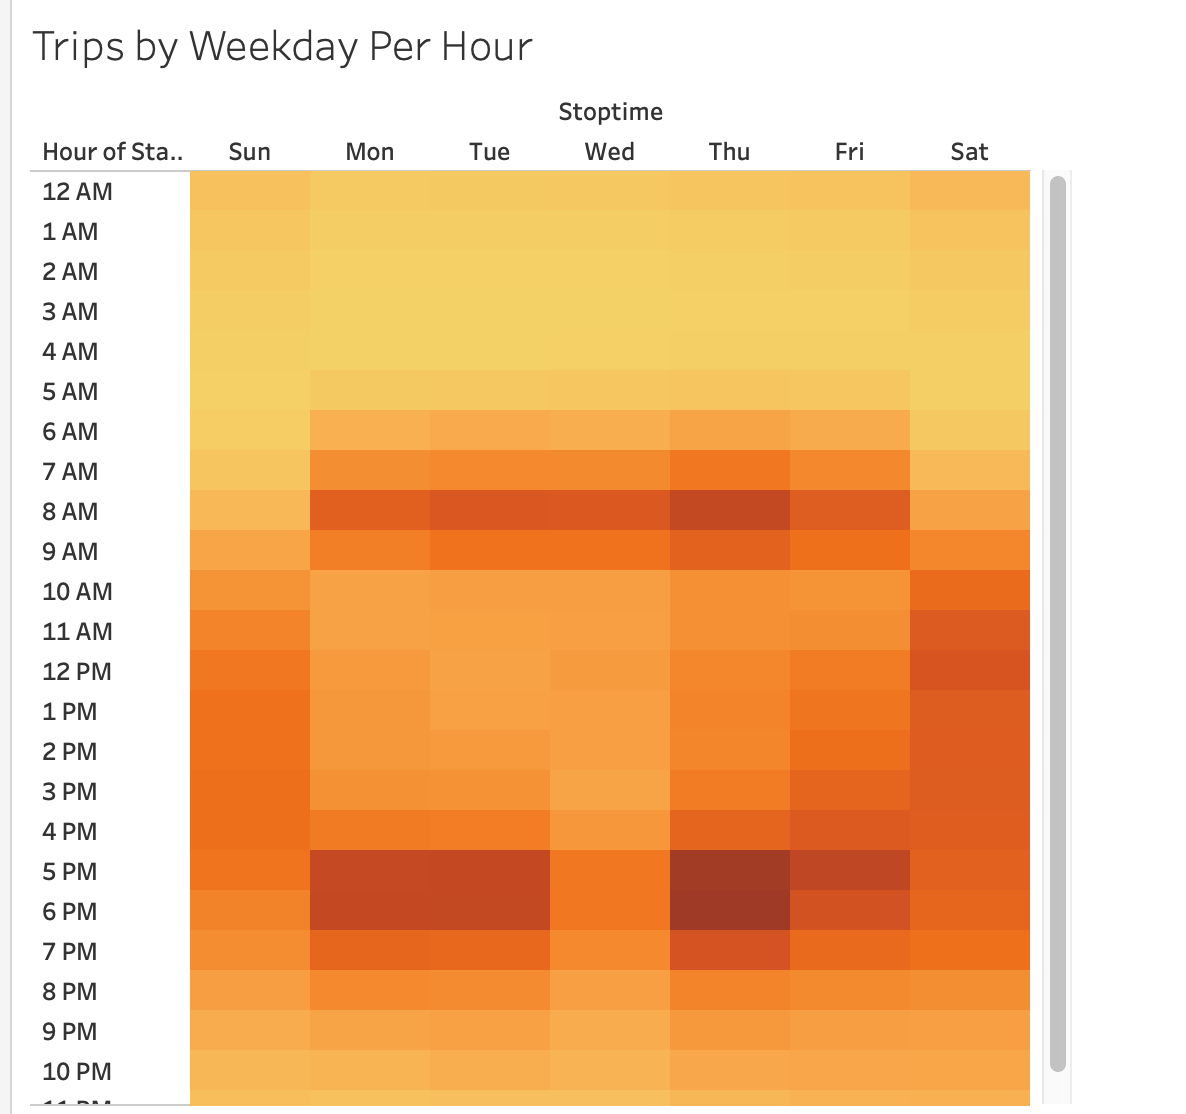 Trips by Weekday Per Hour
Stoptime
Hour of Sta.. Sun Mon Tue Wed Thu Fri Sat
12 AM
1 AM
2 AM
3 AM
4 AM
5 AM
6 AM
7 AM
8 AM
9 AM
10 AM
11 AM
12 PM
1 PM
2 PM
3 PM
4 PM
5 PM
6 PM
7 PM
8 PM
9 PM
10 PM
11 PM